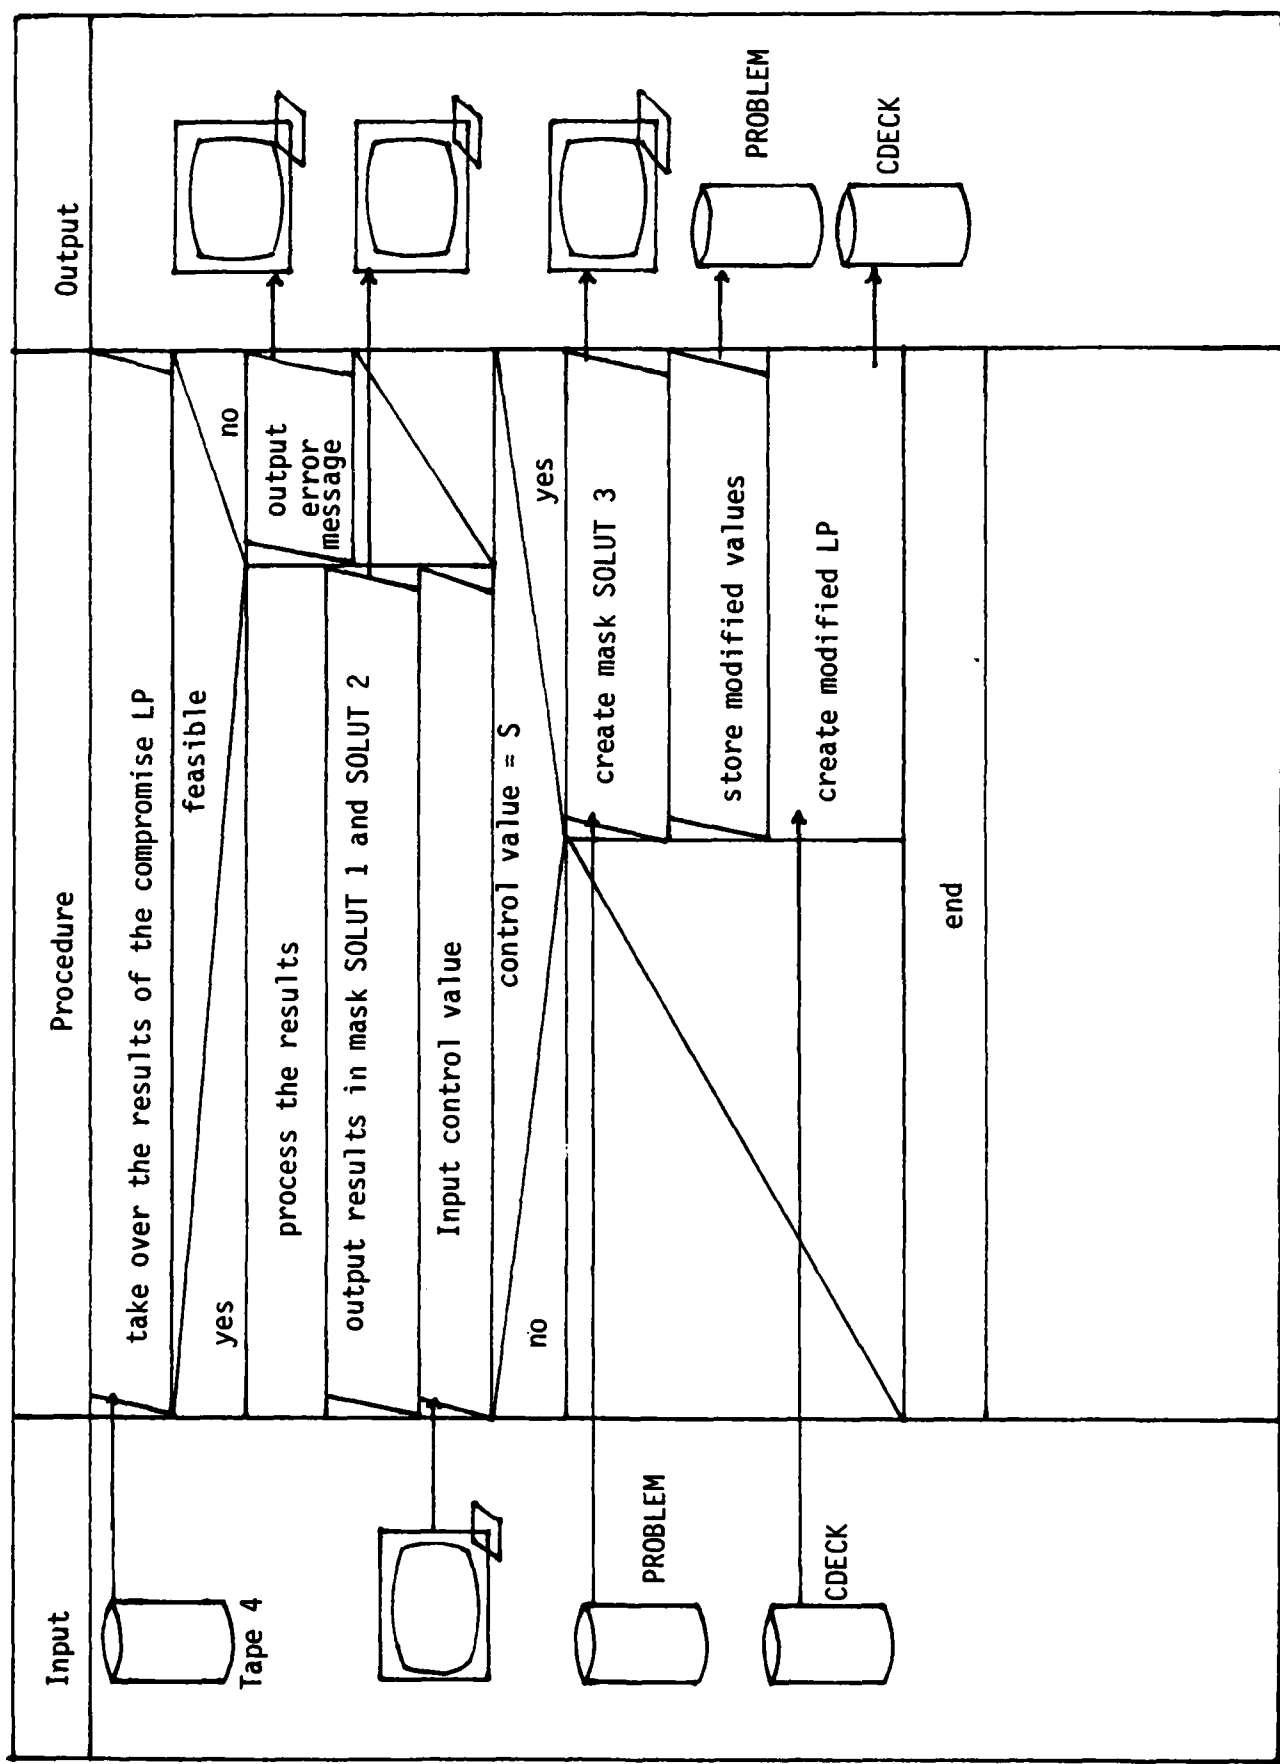 Input
Procedure
Output
Tape 4
take over the results of the compromise LP
feasible
yes
no
process the results
output
error
message
output results in mask SOLUT 1 and SOLUT 2
Input control value
control value = S
no
yes
PROBLEM
create mask SOLUT 3
PROBLEM
store modified values
CDECK
create modified LP
CDECK
end